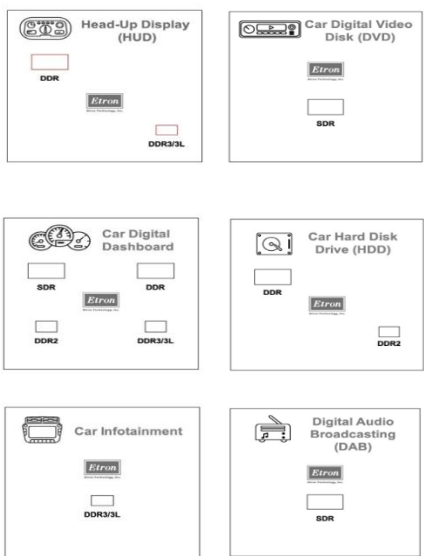 Head-Up Display
(HUD)
DDR
Etron
DDR3/3L
Car Digital Video
Disk (DVD)
Etron
SDR
Car Digital
Dashboard
SDR
DDR
Etron
DDR2
DDR3/3L
Car Hard Disk
Drive (HDD)
DDR
Etron
DDR2
Car Infotainment
Etron
DDR3/3L
Digital Audio
Broadcasting
(DAB)
Etron
SDR